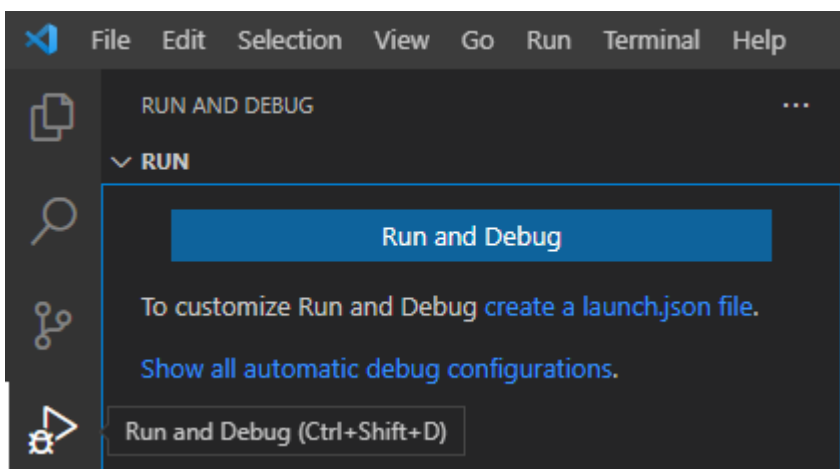 File Edit Selection View Go Run Terminal Help
RUN AND DEBUG
RUN
Run and Debug
To customize Run and Debug create a launch.json file.
Show all automatic debug configurations.
Run and Debug (Ctrl+Shift+D)